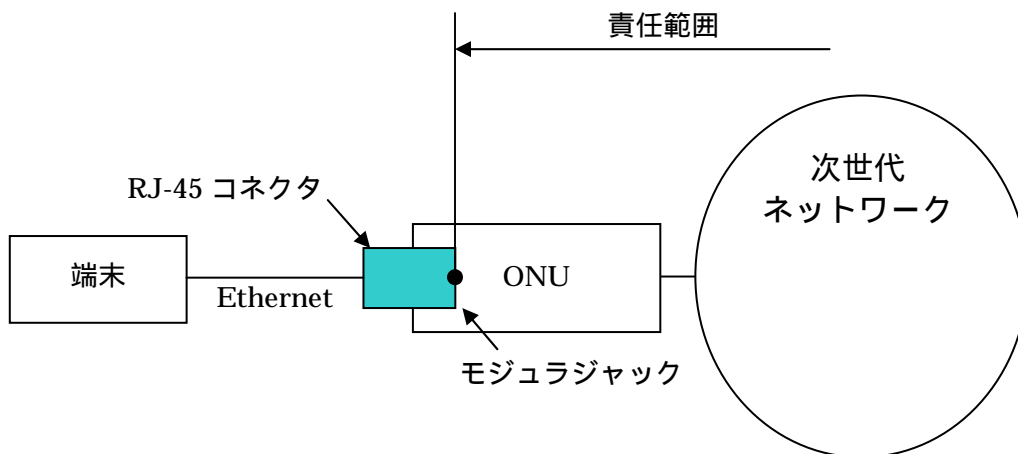 責任範囲
次世代
ネットワーク
RJ-45 コネクタ
端末
Ethernet
ONU
モジュラジャック